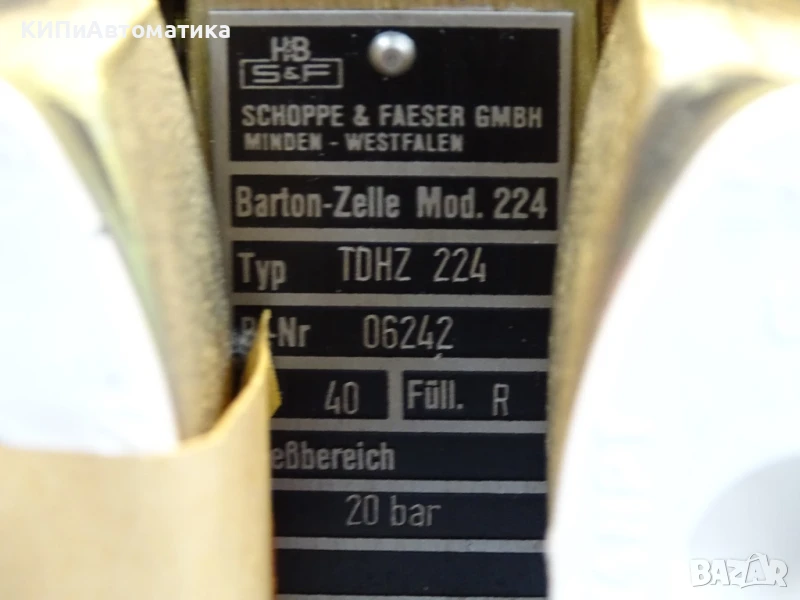 КИПиАвтоматика
H&B
S&F
SCHOPPE & FAESER GMBH
MINDEN - WESTFALEN
Barton-Zelle Mod. 224
Typ TDHZ 224
-Nr 06242
40 Füll. R
eßbereich
20 bar
BAZAR